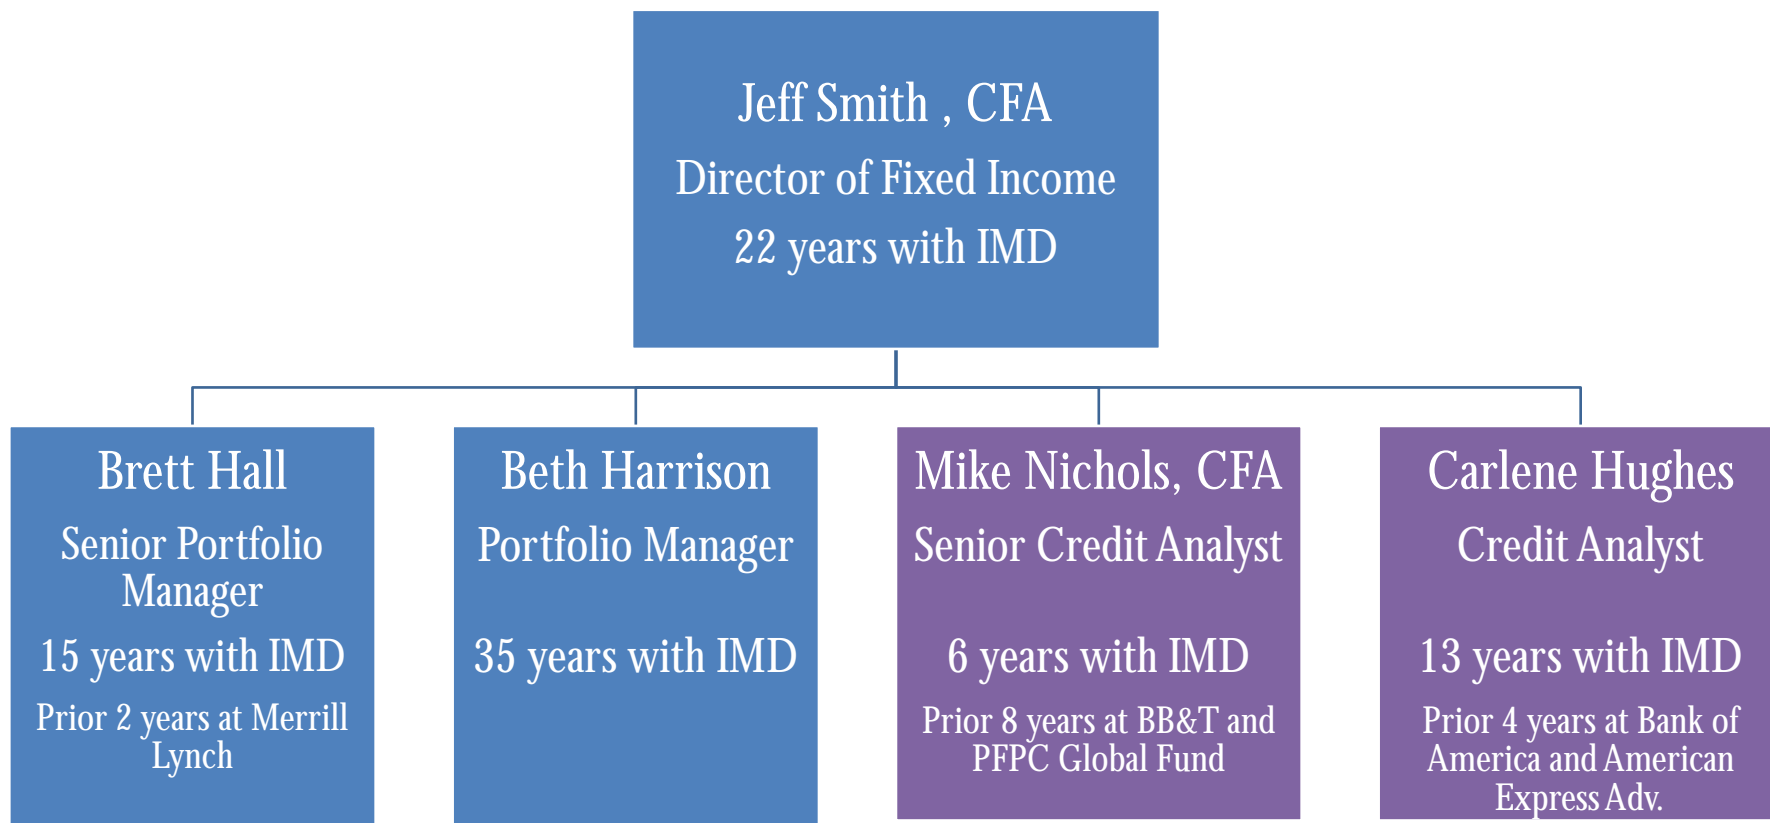 Jeff Smith , CFA
Director of Fixed Income
22 years with IMD
Brett Hall
Senior Portfolio
Manager
15 years with IMD
Prior 2 years at Merrill
Lynch
Beth Harrison
Portfolio Manager
35 years with IMD
Mike Nichols, CFA
Senior Credit Analyst
6 years with IMD
Prior 8 years at BB&T and
PFPC Global Fund
Carlene Hughes
Credit Analyst
13 years with IMD
Prior 4 years at Bank of
America and American
Express Adv.